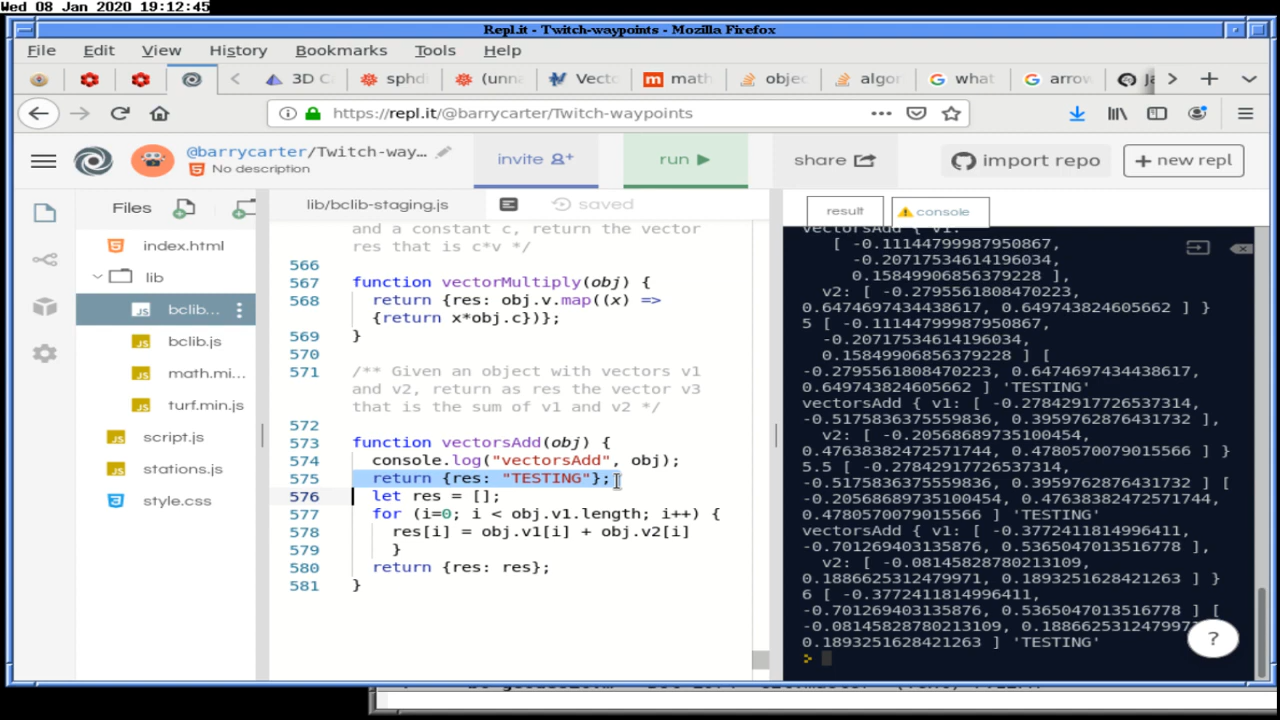 Wed 08 Jan 2020 19:12:45
Repl.it - Twitch-waypoints - Mozilla Firefox
File Edit View History Bookmarks Tools Help
3D C sphd (unna Vecto math objec algor what arrow Ja
https://repl.it/@barrycarter/Twitch-waypoints
@barrycarter/Twitch-way...
No description
invite
run
share
import repo
+ new repl
Files
index.html
lib
bclib...
bclib.js
math.mi...
turf.min.js
script.js
stations.js
style.css
lib/bclib-staging.js
saved
and a constant c, return the vector
res that is c*v */
566
567 function vectorMultiply(obj) {
568 return {res: obj.v.map((x) =>
{return x*obj.c})};
569 }
570
571 /** Given an object with vectors v1
and v2, return as res the vector v3
that is the sum of v1 and v2 */
572
573 function vectorsAdd(obj) {
574 console.log("vectorsAdd", obj);
575 return {res: "TESTING"};
576 let res = [];
577 for (i=0; i < obj.v1.length; i++) {
578 res[i] = obj.v1[i] + obj.v2[i]
579 }
580 return {res: res};
581 }
result
console
vectorsAdd { v1:
[ -0.11144799987950867,
-0.20717534614196034,
0.15849906856379228 ],
v2: [ -0.2795561808470223,
0.6474697434438617, 0.649743824605662 ] }
5 [ -0.11144799987950867,
-0.20717534614196034,
0.15849906856379228 ] [
-0.2795561808470223, 0.6474697434438617,
0.649743824605662 ] 'TESTING'
vectorsAdd { v1: [ -0.27842917726537314,
-0.5175836375559836, 0.3959762876431732 ],
v2: [ -0.20568689735100454,
0.47638382472571744, 0.4780570079015566 ] }
5.5 [ -0.27842917726537314,
-0.5175836375559836, 0.3959762876431732 ] [
-0.20568689735100454, 0.47638382472571744,
0.4780570079015566 ] 'TESTING'
vectorsAdd { v1: [ -0.3772411814996411,
-0.701269403135876, 0.5365047013516778 ],
v2: [ -0.08145828780213109,
0.1886625312479971, 0.1893251628421263 ] }
6 [ -0.3772411814996411,
-0.701269403135876, 0.5365047013516778 ] [
-0.08145828780213109, 0.188662531247997
0.1893251628421263 ] 'TESTING'
>
?